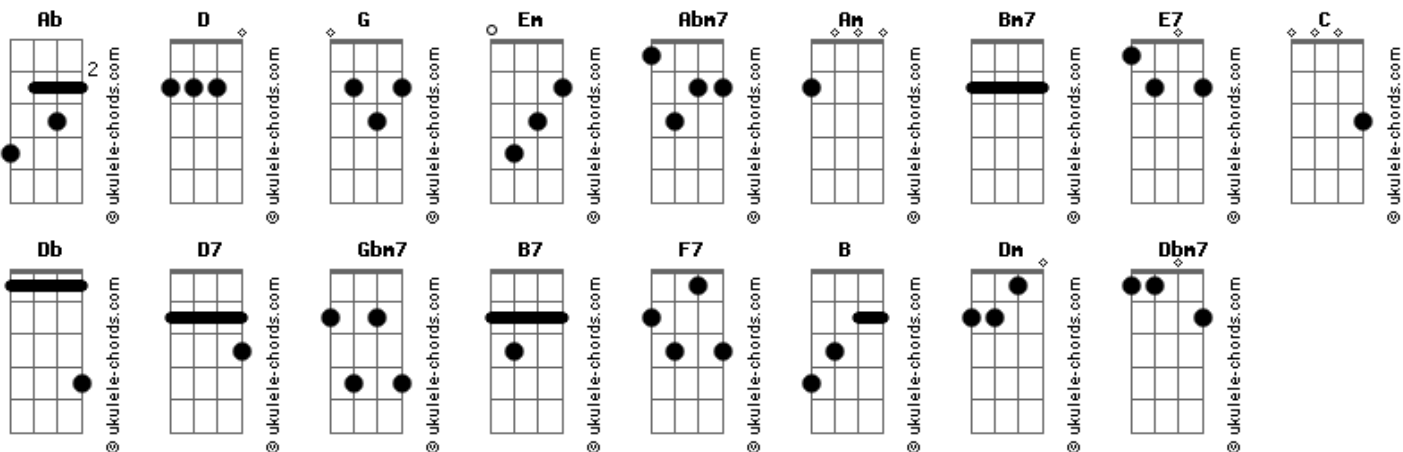 Ab D G Em Abm7 Am Bm7 E7 C
2
© ukulele-chords.com © ukulele-chords.com © ukulele-chords.com © ukulele-chords.com © ukulele-chords.com © ukulele-chords.com © ukulele-chords.com © ukulele-chords.com © ukulele-chords.com
Db D7 Gbm7 B7 F7 B Dm Dbm7
© ukulele-chords.com © ukulele-chords.com © ukulele-chords.com © ukulele-chords.com © ukulele-chords.com © ukulele-chords.com © ukulele-chords.com © ukulele-chords.com